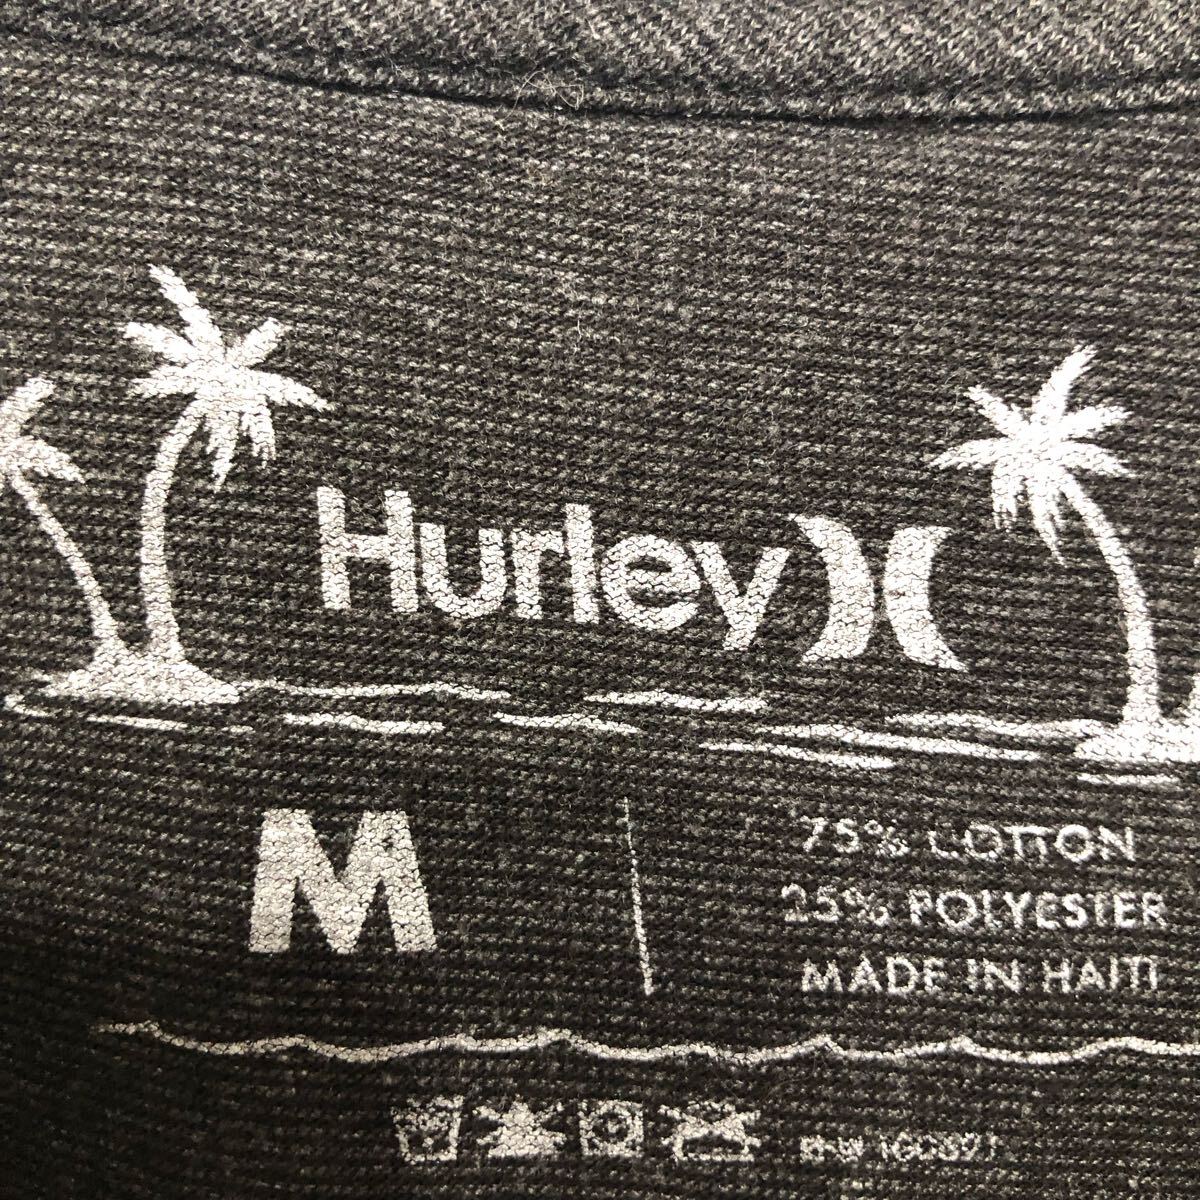 Hurley
M
75% COTTON
25% POLYESTER
MADE IN HAITI